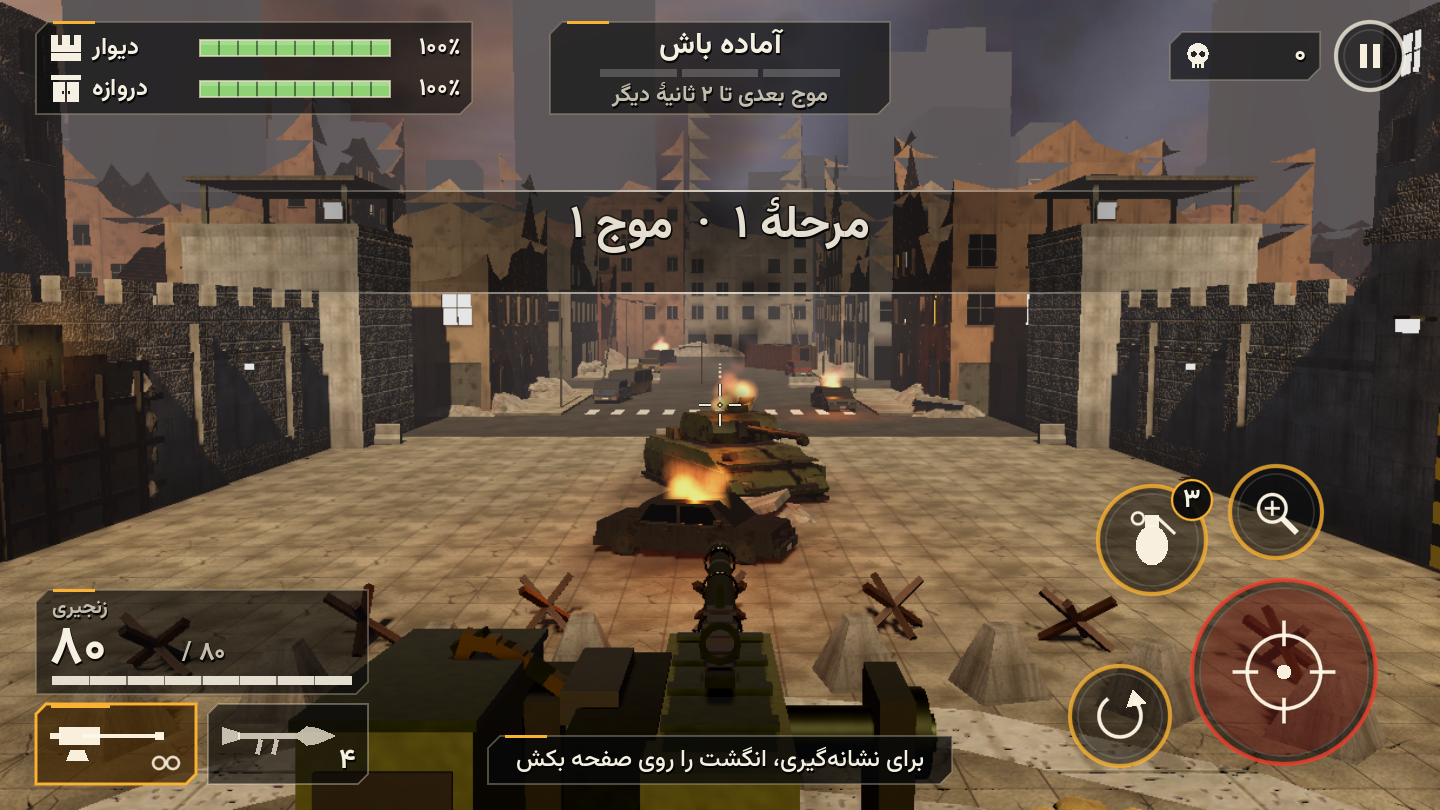 دیوار ۱۰۰٪
دروازه ۱۰۰٪
آماده باش
موج بعدی تا ۲ ثانیهٔ دیگر
۰
مرحلهٔ ۱ · موج ۱
۳
زنجیری
۸۰ / ۸۰
∞
۴
برای نشانه‌گیری، انگشت را روی صفحه بکش